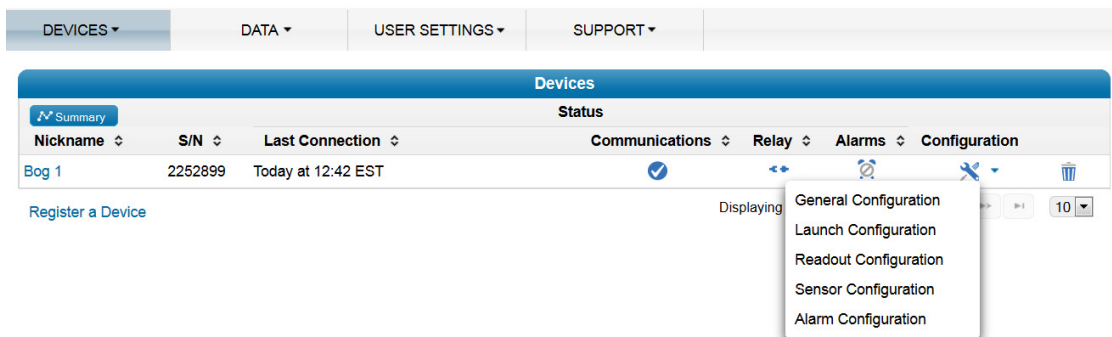 DEVICES DATA USER SETTINGS SUPPORT
Devices
Summary Status
Nickname S/N Last Connection Communications Relay Alarms Configuration
Bog 1 2252899 Today at 12:42 EST
Register a Device Displaying 10
General Configuration
Launch Configuration
Readout Configuration
Sensor Configuration
Alarm Configuration